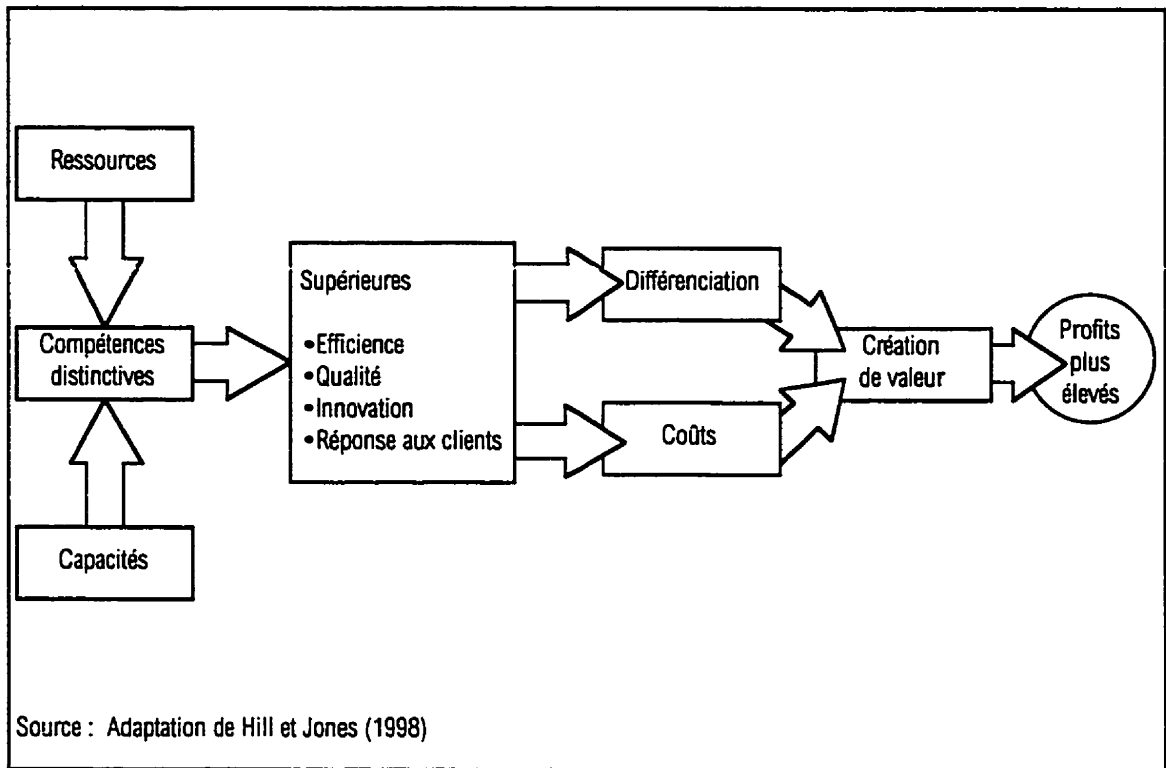 Ressources
Compétences
distinctives
Capacités
Supérieures
•Efficience
•Qualité
•Innovation
•Réponse aux clients
Différenciation
Coûts
Création
de valeur
Profits
plus
élevés
Source : Adaptation de Hill et Jones (1998)